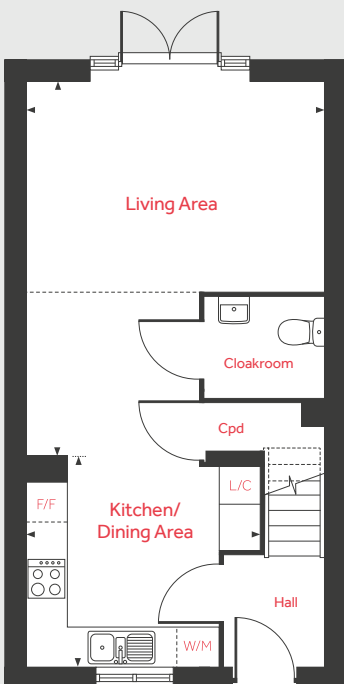 Living Area
Cloakroom
Cpd
L/C
F/F
Kitchen/
Dining Area
Hall
W/M